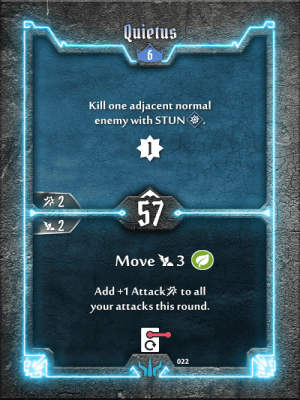 Quietus
6
Kill one adjacent normal
enemy with STUN.
1
2
57
2
Move 3
Add +1 Attack to all
your attacks this round.
022